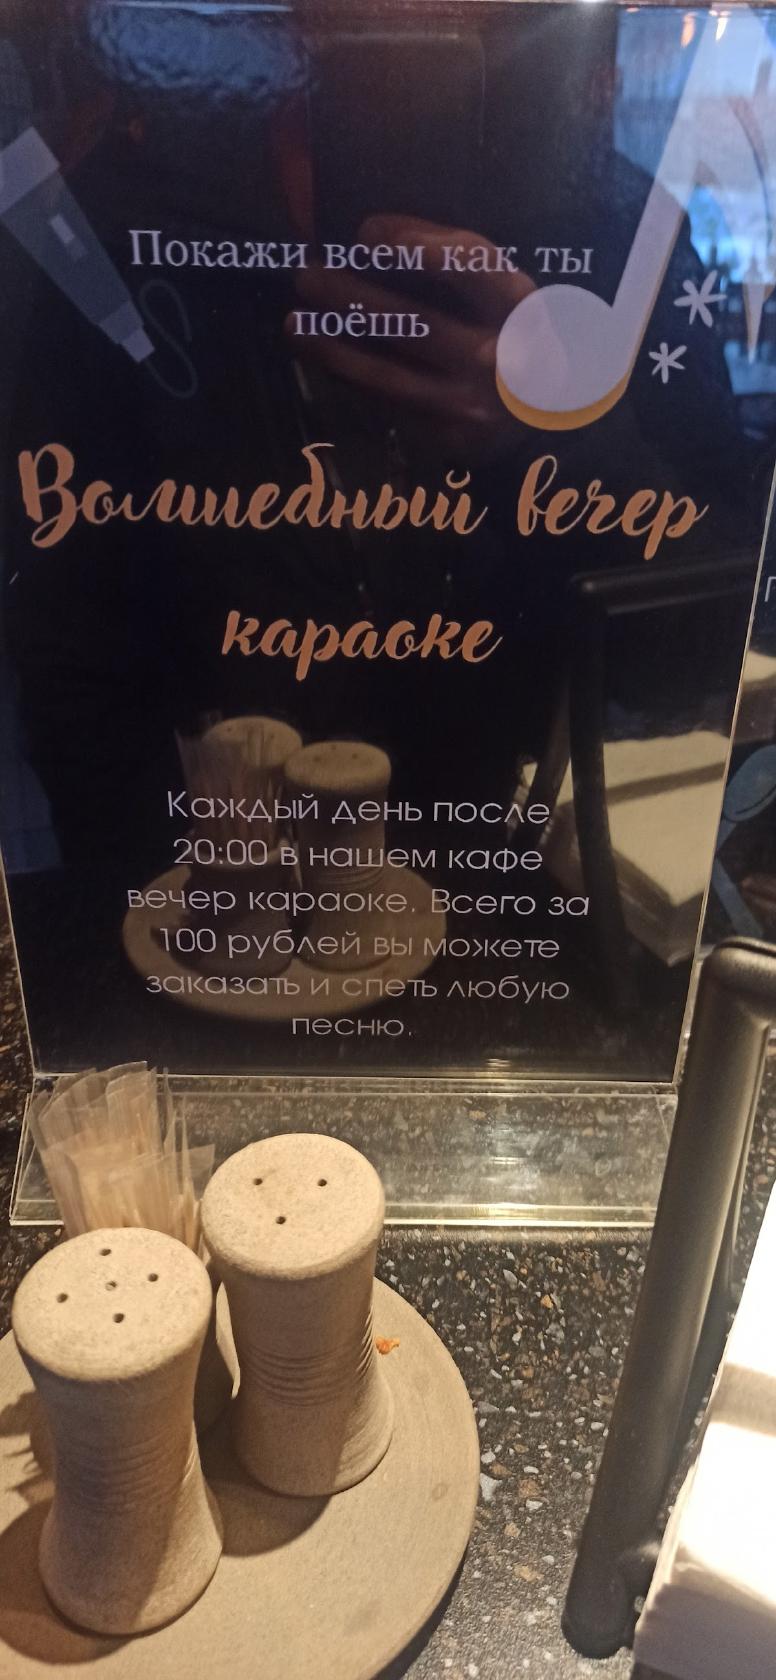 Покажи всем как ты
поёшь
Волшебный вечер
караоке
Каждый день после
20:00 в нашем кафе
вечер караоке. Всего за
100 рублей вы можете
заказать и спеть любую
песню.